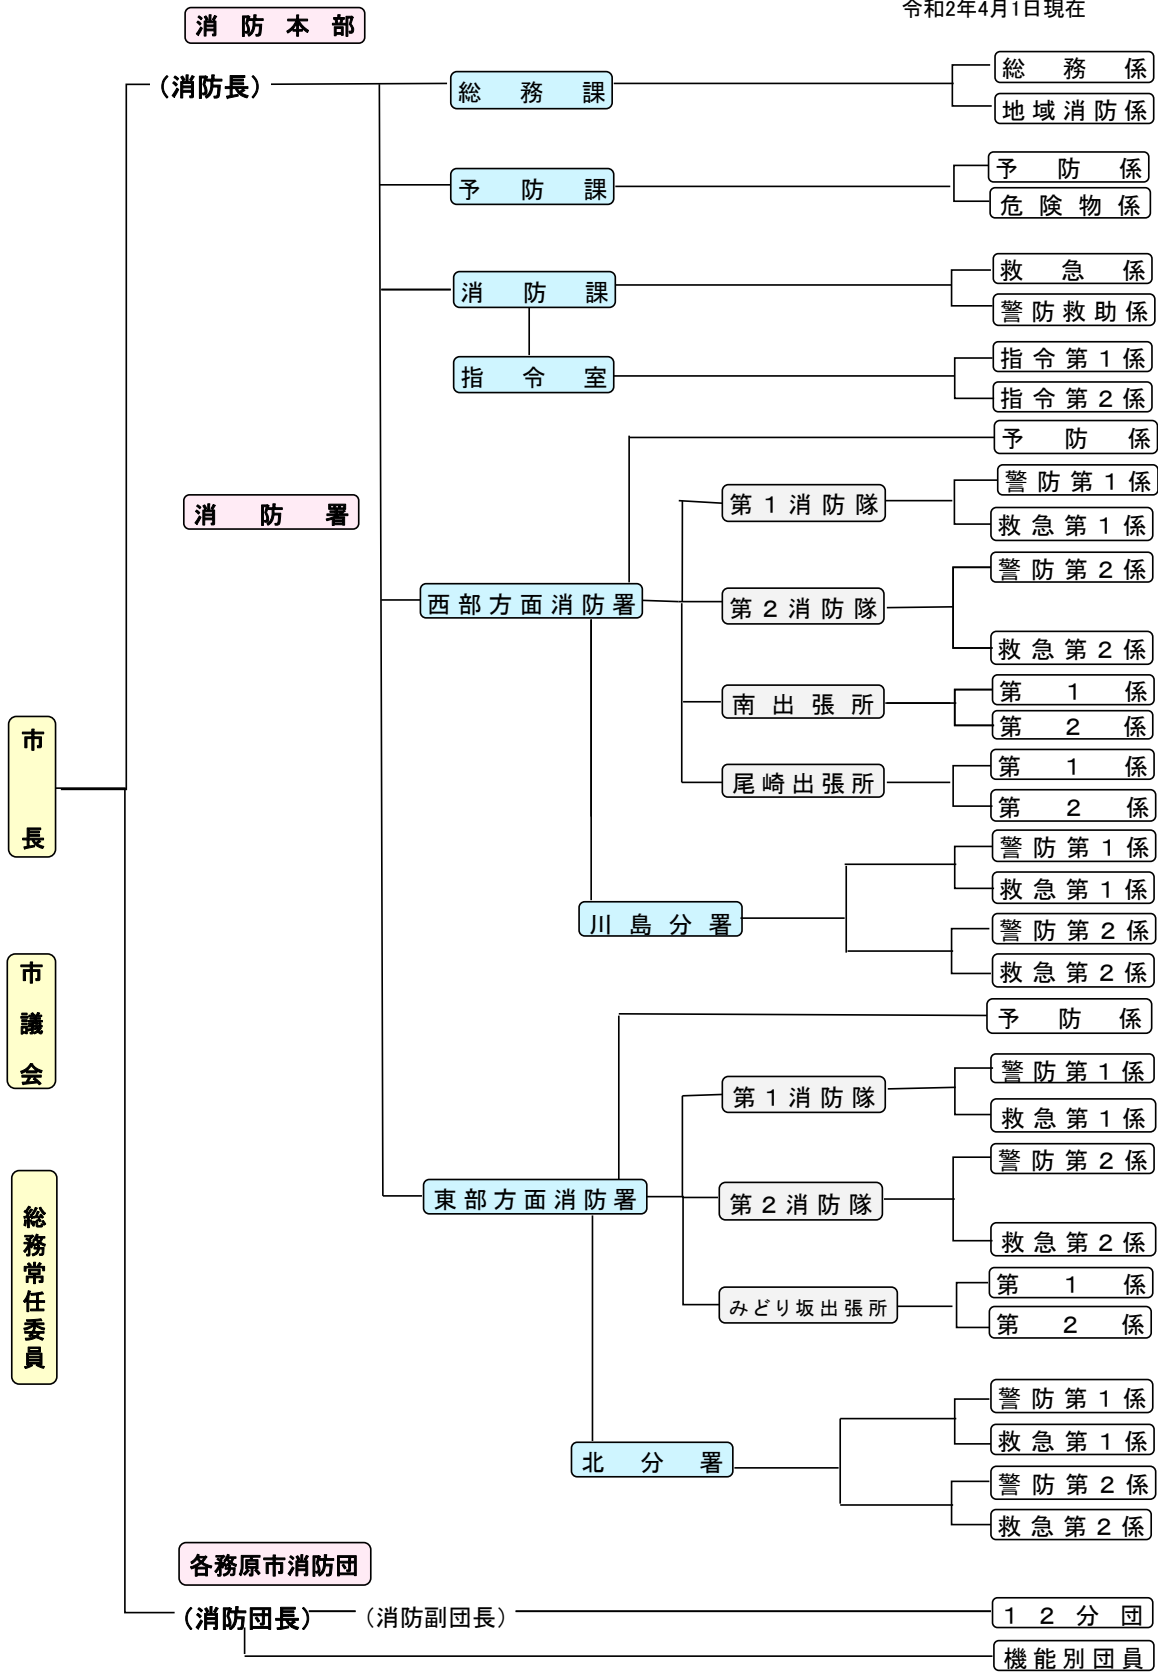 令和2年4月1日現在
消防本部
（消防長）
総務課
総務係
地域消防係
予防課
予防係
危険物係
消防課
救急係
警防救助係
指令室
指令第１係
指令第２係
消防署
西部方面消防署
予防係
第１消防隊
警防第１係
救急第１係
第２消防隊
警防第２係
救急第２係
南出張所
第１係
第２係
尾崎出張所
第１係
第２係
川島分署
警防第１係
救急第１係
警防第２係
救急第２係
市長
市議会
総務常任委員
東部方面消防署
予防係
第１消防隊
警防第１係
救急第１係
第２消防隊
警防第２係
救急第２係
みどり坂出張所
第１係
第２係
北分署
警防第１係
救急第１係
警防第２係
救急第２係
各務原市消防団
（消防団長）
（消防副団長）
１２分団
機能別団員